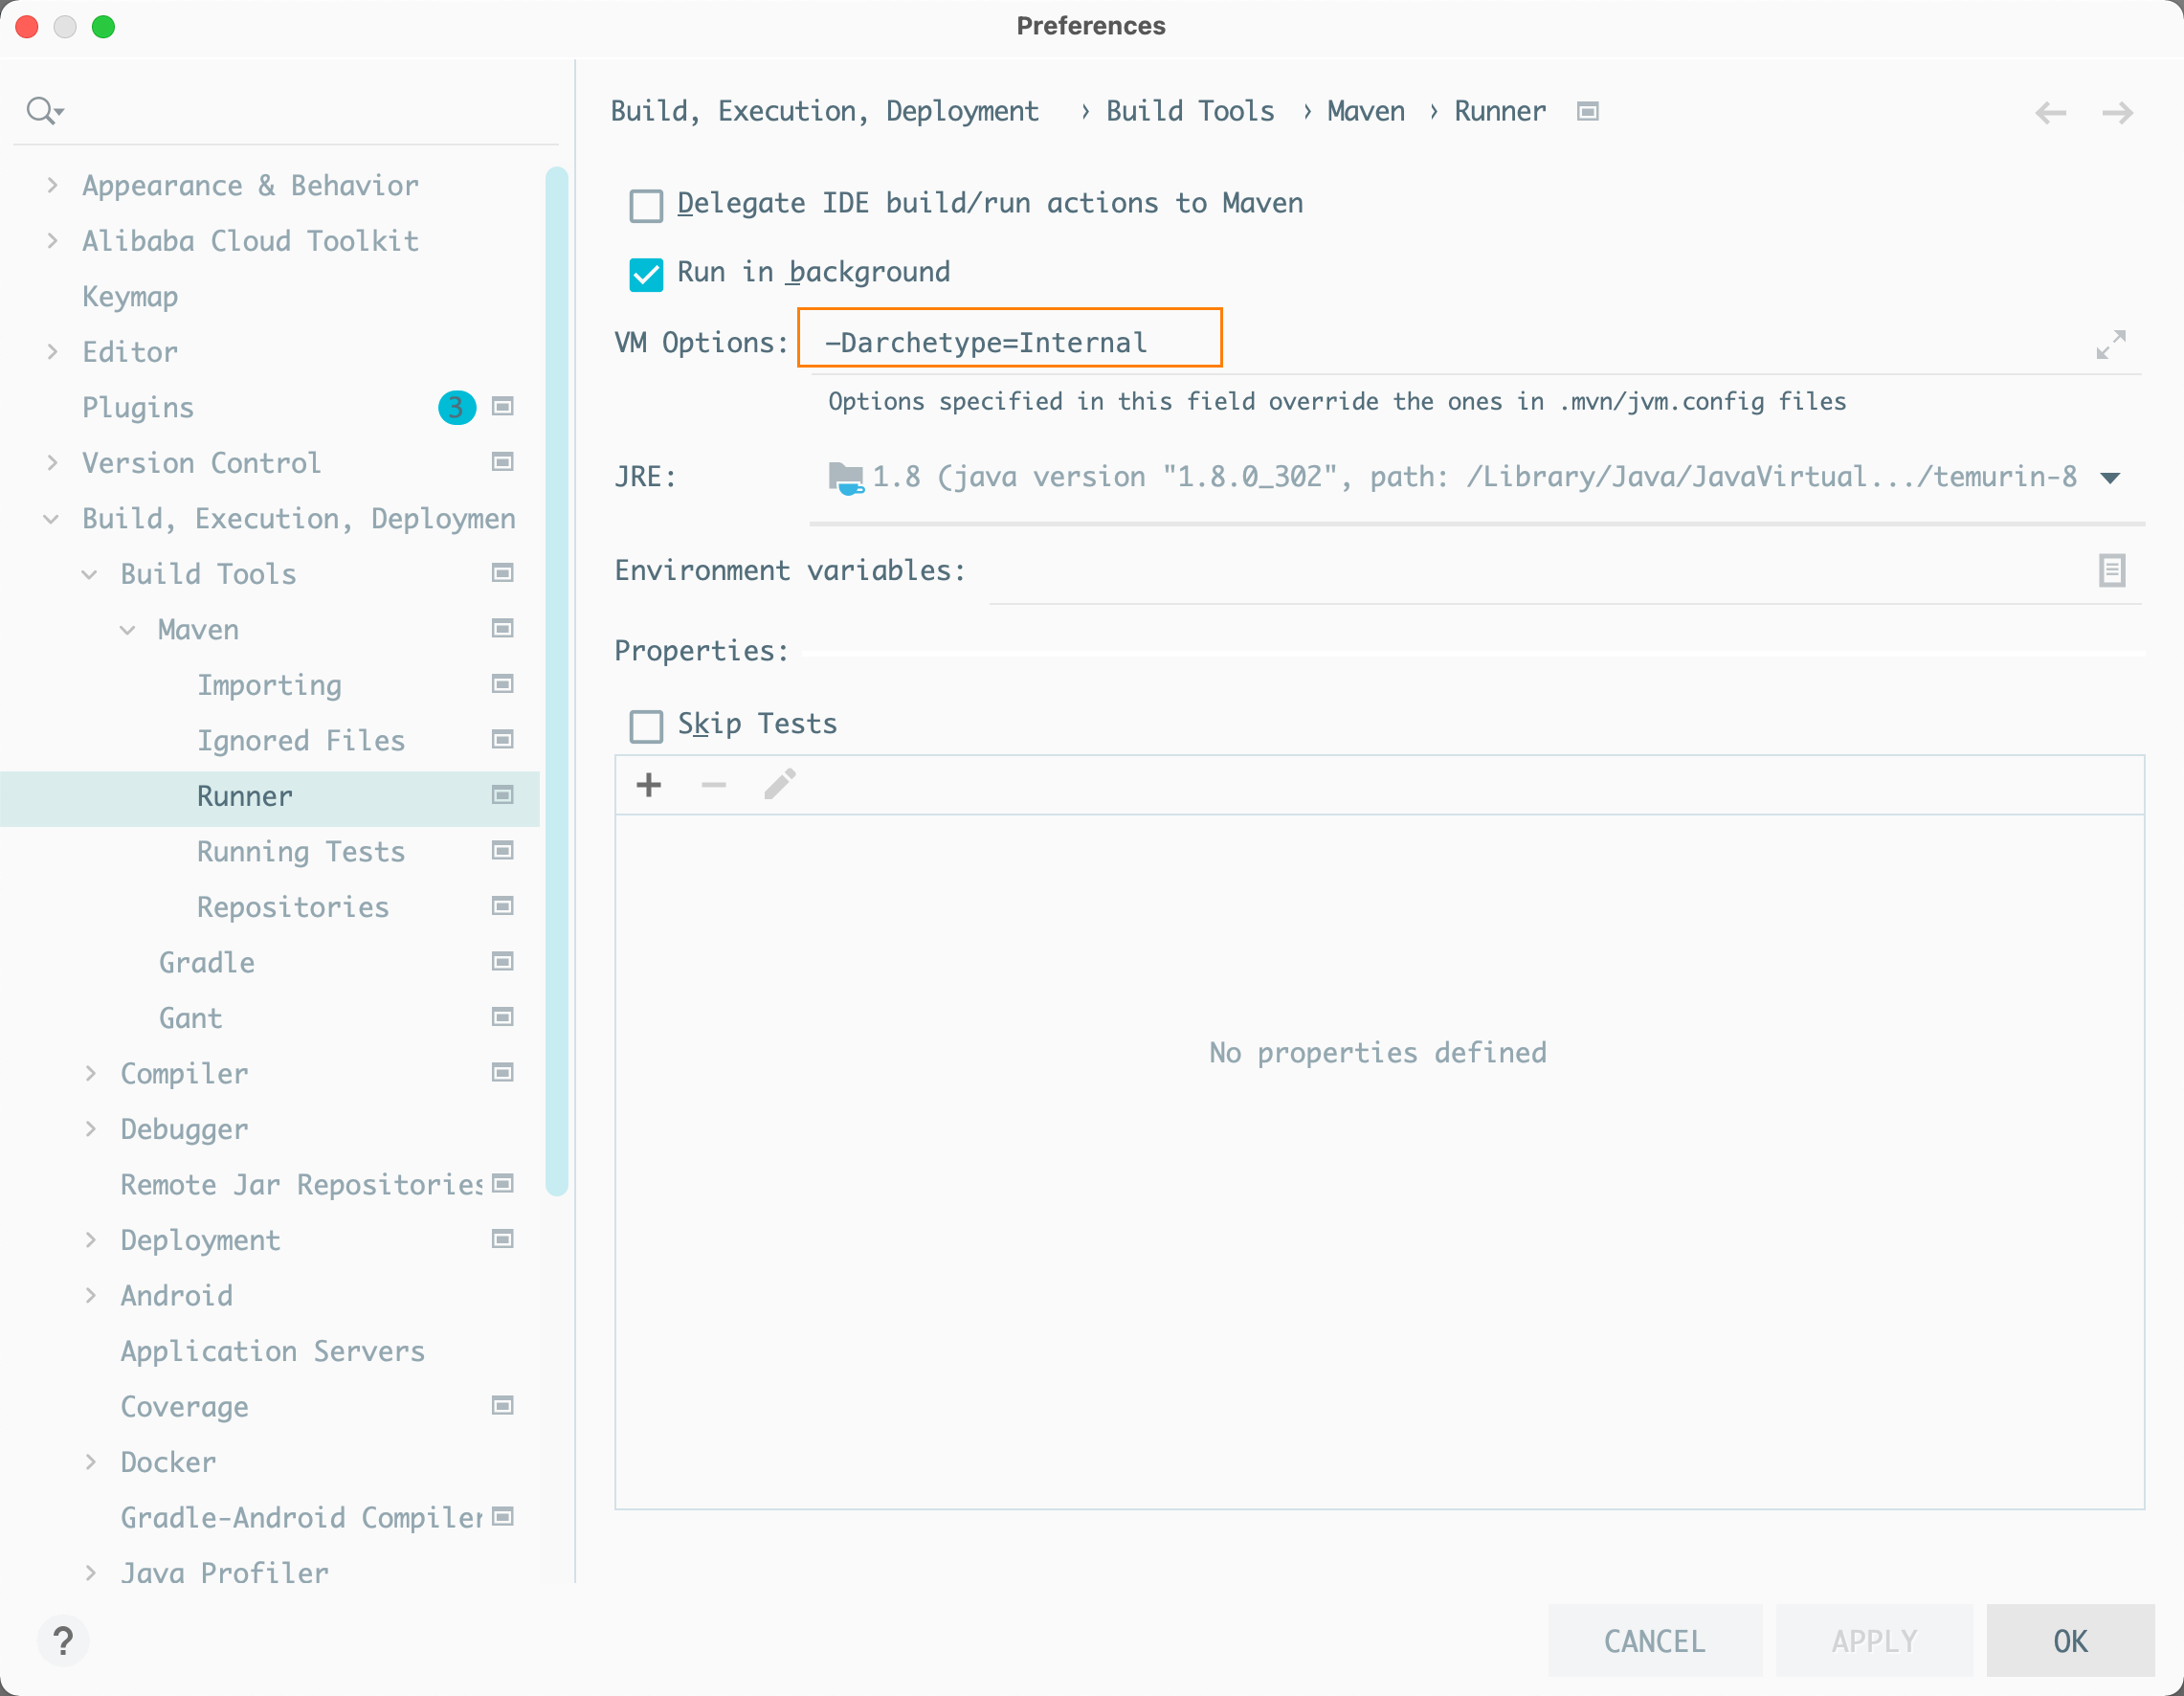 Preferences
Build, Execution, Deployment › Build Tools › Maven › Runner
Appearance & Behavior
Alibaba Cloud Toolkit
Keymap
Editor
Plugins 3
Version Control
Build, Execution, Deploymen
Build Tools
Maven
Importing
Ignored Files
Runner
Running Tests
Repositories
Gradle
Gant
Compiler
Debugger
Remote Jar Repositories
Deployment
Android
Application Servers
Coverage
Docker
Gradle-Android Compiler
Java Profiler
Delegate IDE build/run actions to Maven
Run in background
VM Options: -Darchetype=Internal
Options specified in this field override the ones in .mvn/jvm.config files
JRE: 1.8 (java version "1.8.0_302", path: /Library/Java/JavaVirtual.../temurin-8
Environment variables:
Properties:
Skip Tests
No properties defined
?
CANCEL APPLY OK